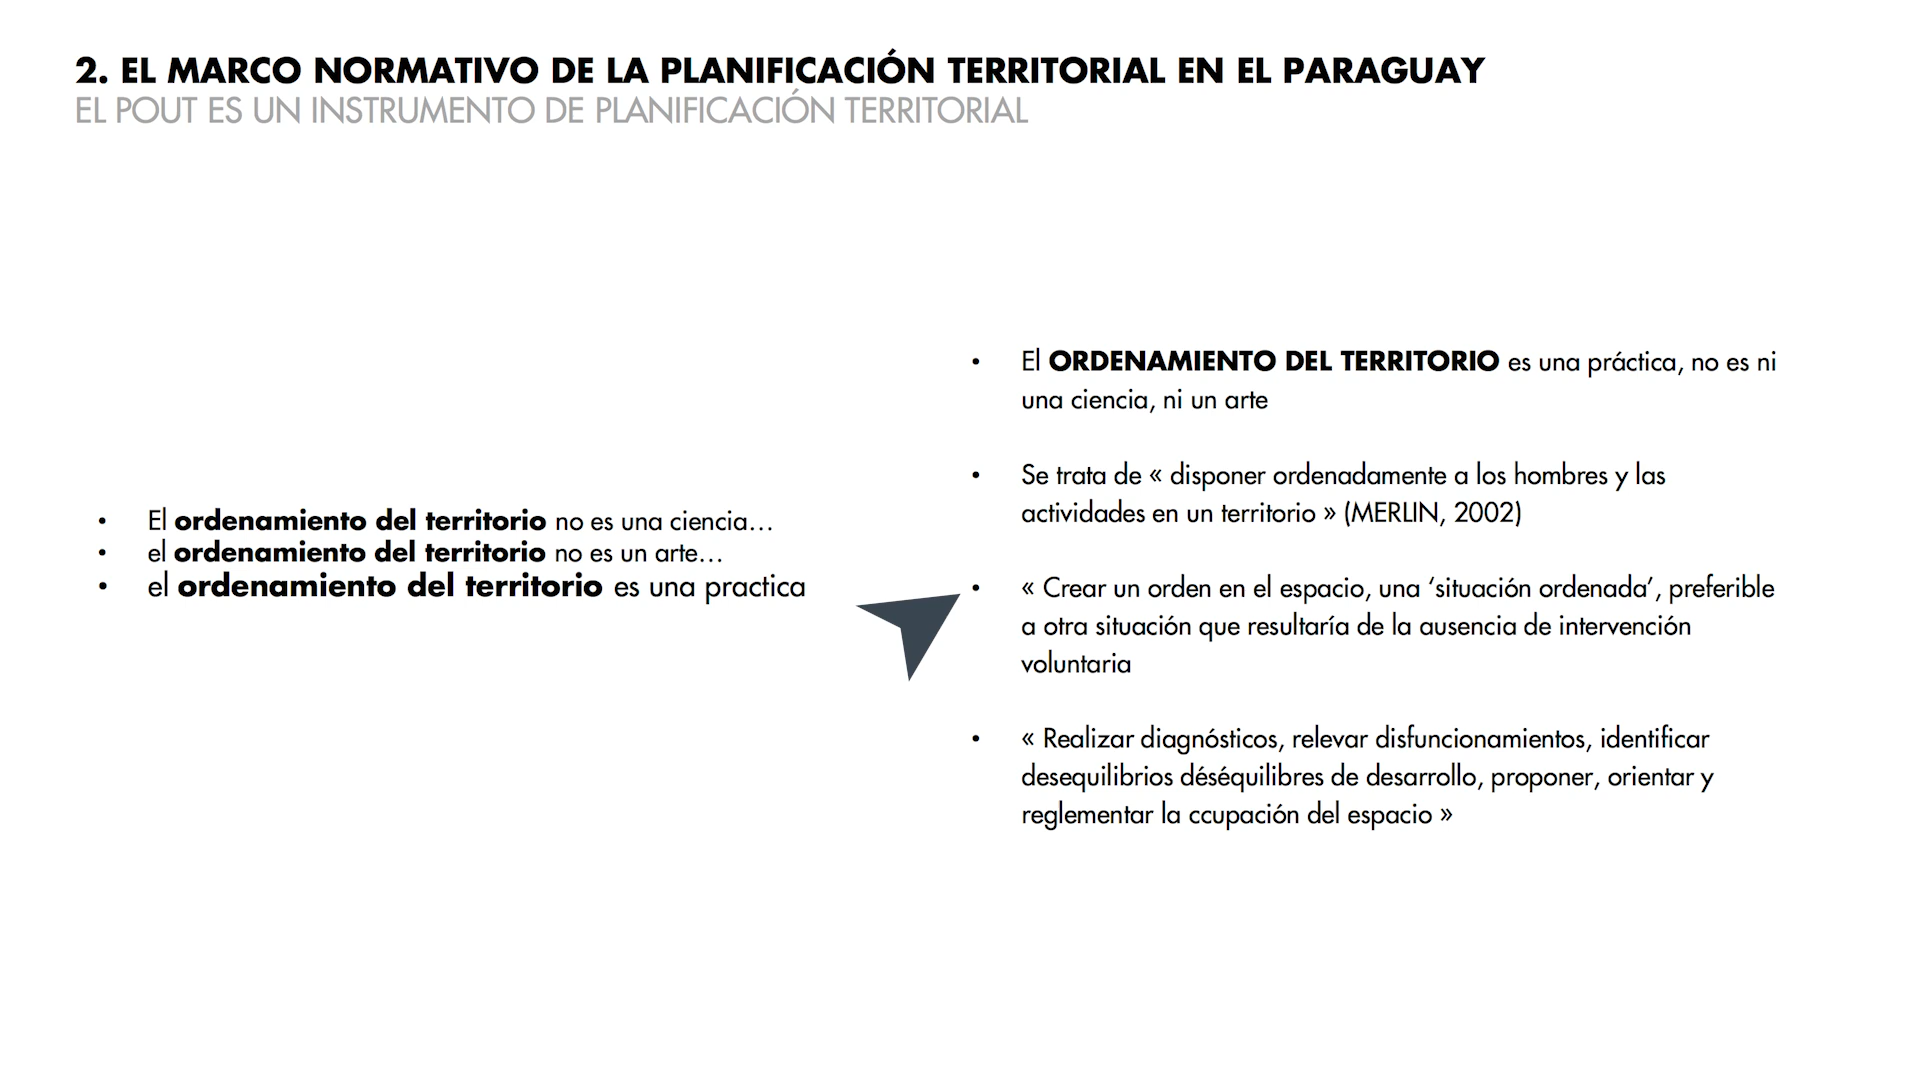 2. EL MARCO NORMATIVO DE LA PLANIFICACIÓN TERRITORIAL EN EL PARAGUAY
EL POUT ES UN INSTRUMENTO DE PLANIFICACIÓN TERRITORIAL
• El ordenamiento del territorio no es una ciencia…
• el ordenamiento del territorio no es un arte…
• el ordenamiento del territorio es una practica
• El ORDENAMIENTO DEL TERRITORIO es una práctica, no es ni
una ciencia, ni un arte
• Se trata de « disponer ordenadamente a los hombres y las
actividades en un territorio » (MERLIN, 2002)
• « Crear un orden en el espacio, una ‘situación ordenada’, preferible
a otra situación que resultaría de la ausencia de intervención
voluntaria
• « Realizar diagnósticos, relevar disfuncionamientos, identificar
desequilibrios déséquilibres de desarrollo, proponer, orientar y
reglementar la ccupación del espacio »